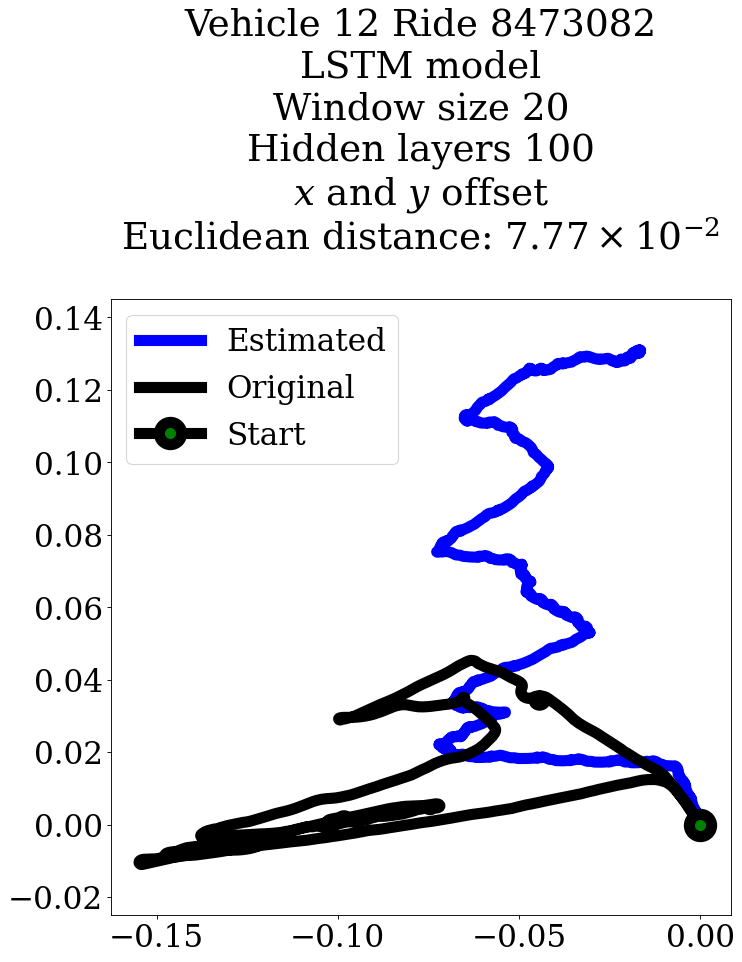 Vehicle 12 Ride 8473082
LSTM model
Window size 20
Hidden layers 100
x and y offset
Euclidean distance: 7.77 × 10⁻²
Estimated
Original
Start
0.14
0.12
0.10
0.08
0.06
0.04
0.02
0.00
−0.02
−0.15
−0.10
−0.05
0.00